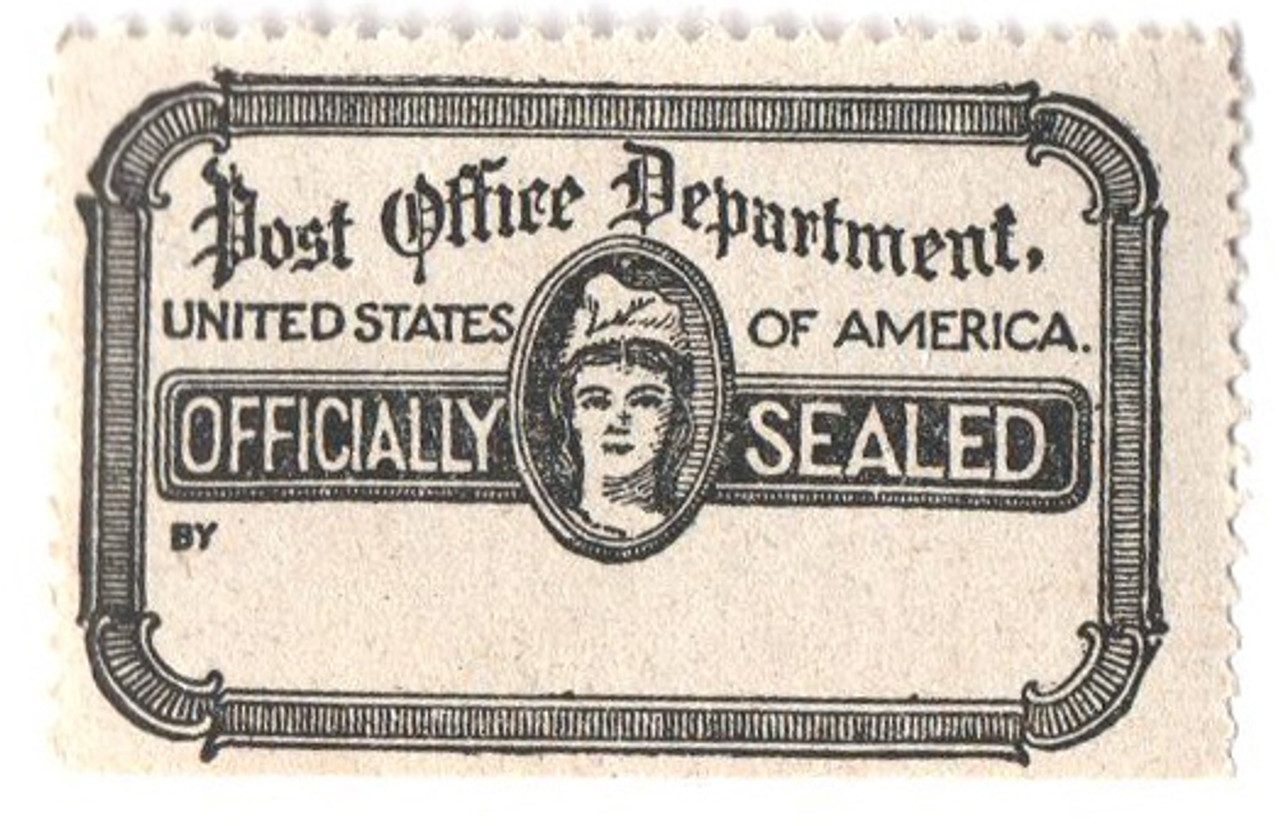 Post Office Department,
UNITED STATES OF AMERICA.
OFFICIALLY SEALED
BY